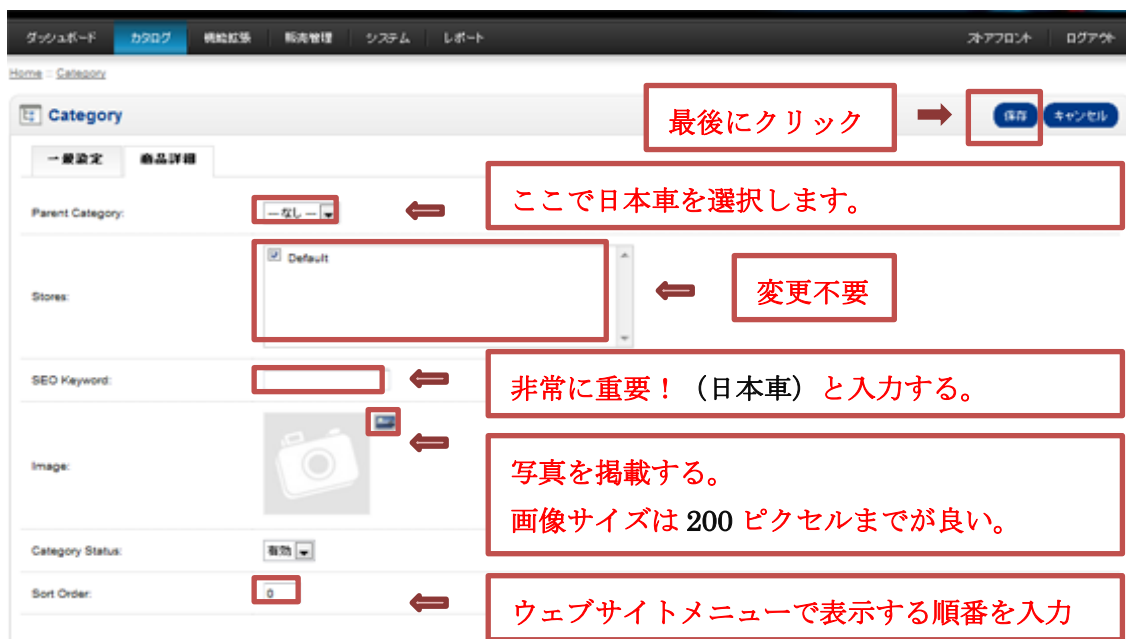 ダッシュボード カタログ 機能拡張 販売管理 システム レポート ストアフロント ログアウト
Home :: Category
Category
最後にクリック
保存 キャンセル
一般設定 商品詳細
Parent Category:
--- なし ---
ここで日本車を選択します。
Stores:
Default
変更不要
SEO Keyword:
非常に重要！（日本車）と入力する。
Image:
写真を掲載する。
画像サイズは 200 ピクセルまでが良い。
Category Status:
有効
Sort Order:
0
ウェブサイトメニューで表示する順番を入力